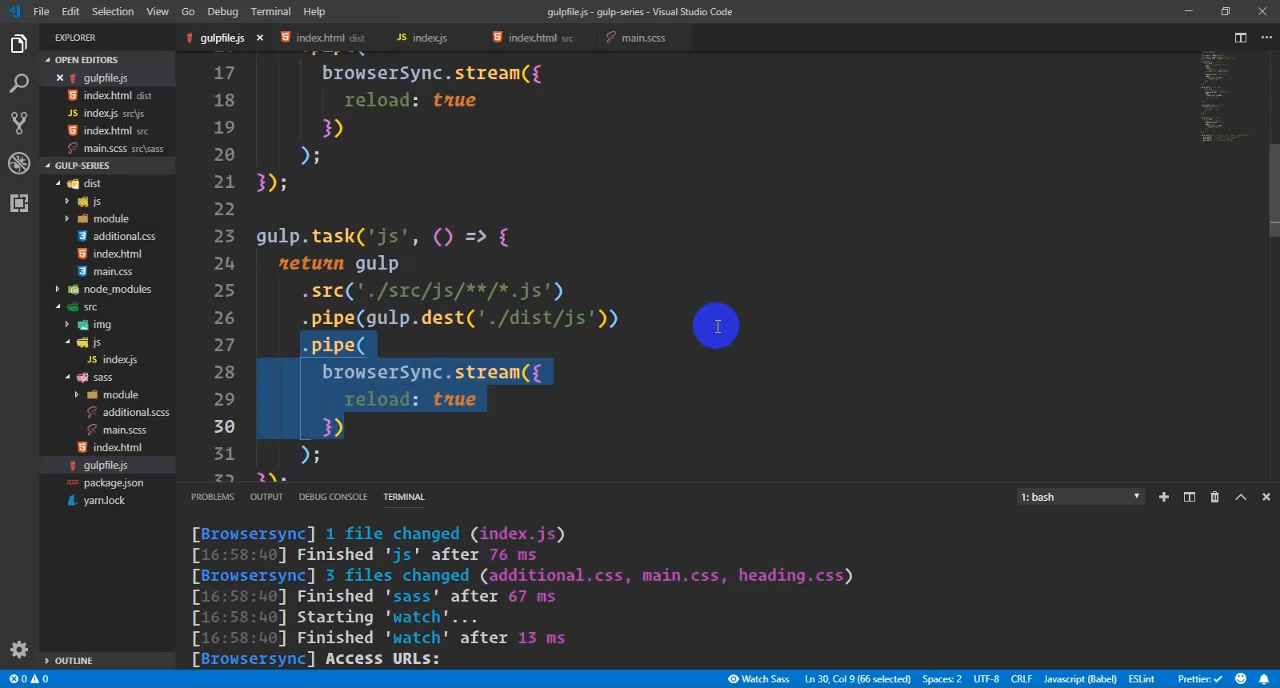 File Edit Selection View Go Debug Terminal Help
gulpfile.js - gulp-series - Visual Studio Code
EXPLORER
OPEN EDITORS
gulpfile.js
index.html dist
index.js src\js
index.html src
main.scss src\sass
GULP-SERIES
dist
js
module
additional.css
index.html
main.css
node_modules
src
img
js
index.js
sass
module
additional.scss
main.scss
index.html
gulpfile.js
package.json
yarn.lock
OUTLINE
gulpfile.js index.html dist index.js index.html src main.scss
17 browserSync.stream({
18 reload: true
19 })
20 );
21 });
22
23 gulp.task('js', () => {
24 return gulp
25 .src('./src/js/**/*.js')
26 .pipe(gulp.dest('./dist/js'))
27 .pipe(
28 browserSync.stream({
29 reload: true
30 })
31 );
PROBLEMS OUTPUT DEBUG CONSOLE TERMINAL
1: bash
[Browsersync] 1 file changed (index.js)
[16:58:40] Finished 'js' after 76 ms
[Browsersync] 3 files changed (additional.css, main.css, heading.css)
[16:58:40] Finished 'sass' after 67 ms
[16:58:40] Starting 'watch'...
[16:58:40] Finished 'watch' after 13 ms
[Browsersync] Access URLs:
0 0 Watch Sass Ln 30, Col 9 (66 selected) Spaces: 2 UTF-8 CRLF Javascript (Babel) ESLint Prettier: ✓